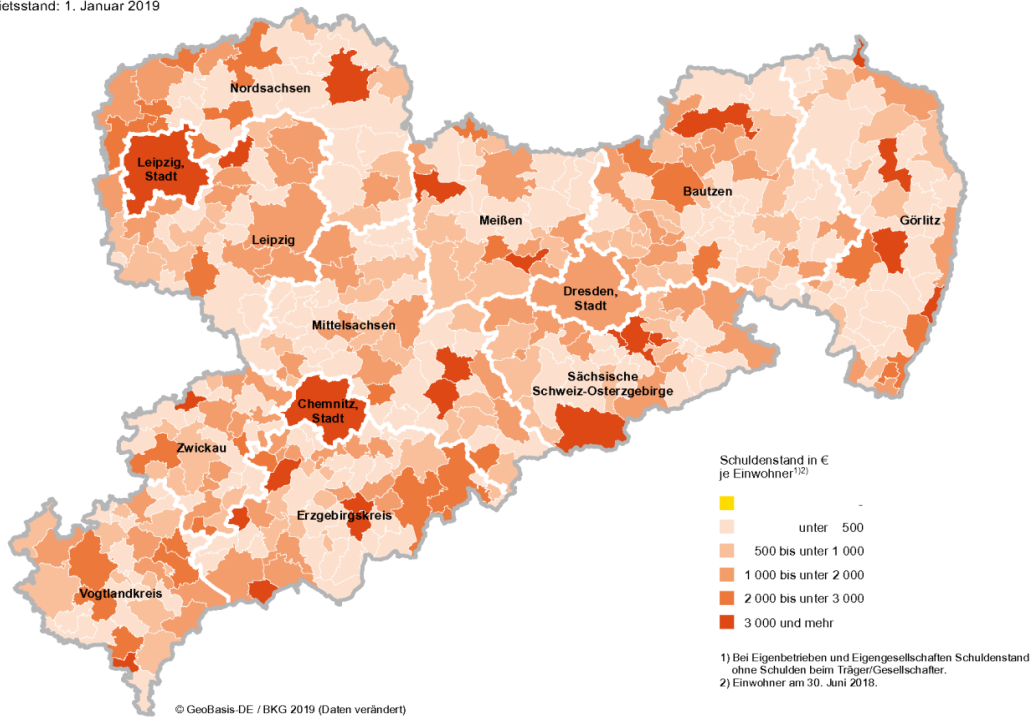 ietsstand: 1. Januar 2019
Nordsachsen
Leipzig,
Stadt
Leipzig
Meißen
Bautzen
Görlitz
Dresden,
Stadt
Mittelsachsen
Sächsische
Schweiz-Osterzgebirge
Chemnitz,
Stadt
Zwickau
Erzgebirgskreis
Vogtlandkreis
Schuldenstand in €
je Einwohner1)2)
-
unter 500
500 bis unter 1 000
1 000 bis unter 2 000
2 000 bis unter 3 000
3 000 und mehr
1) Bei Eigenbetrieben und Eigengesellschaften Schuldenstand
ohne Schulden beim Träger/Gesellschafter.
2) Einwohner am 30. Juni 2018.
© GeoBasis-DE / BKG 2019 (Daten verändert)